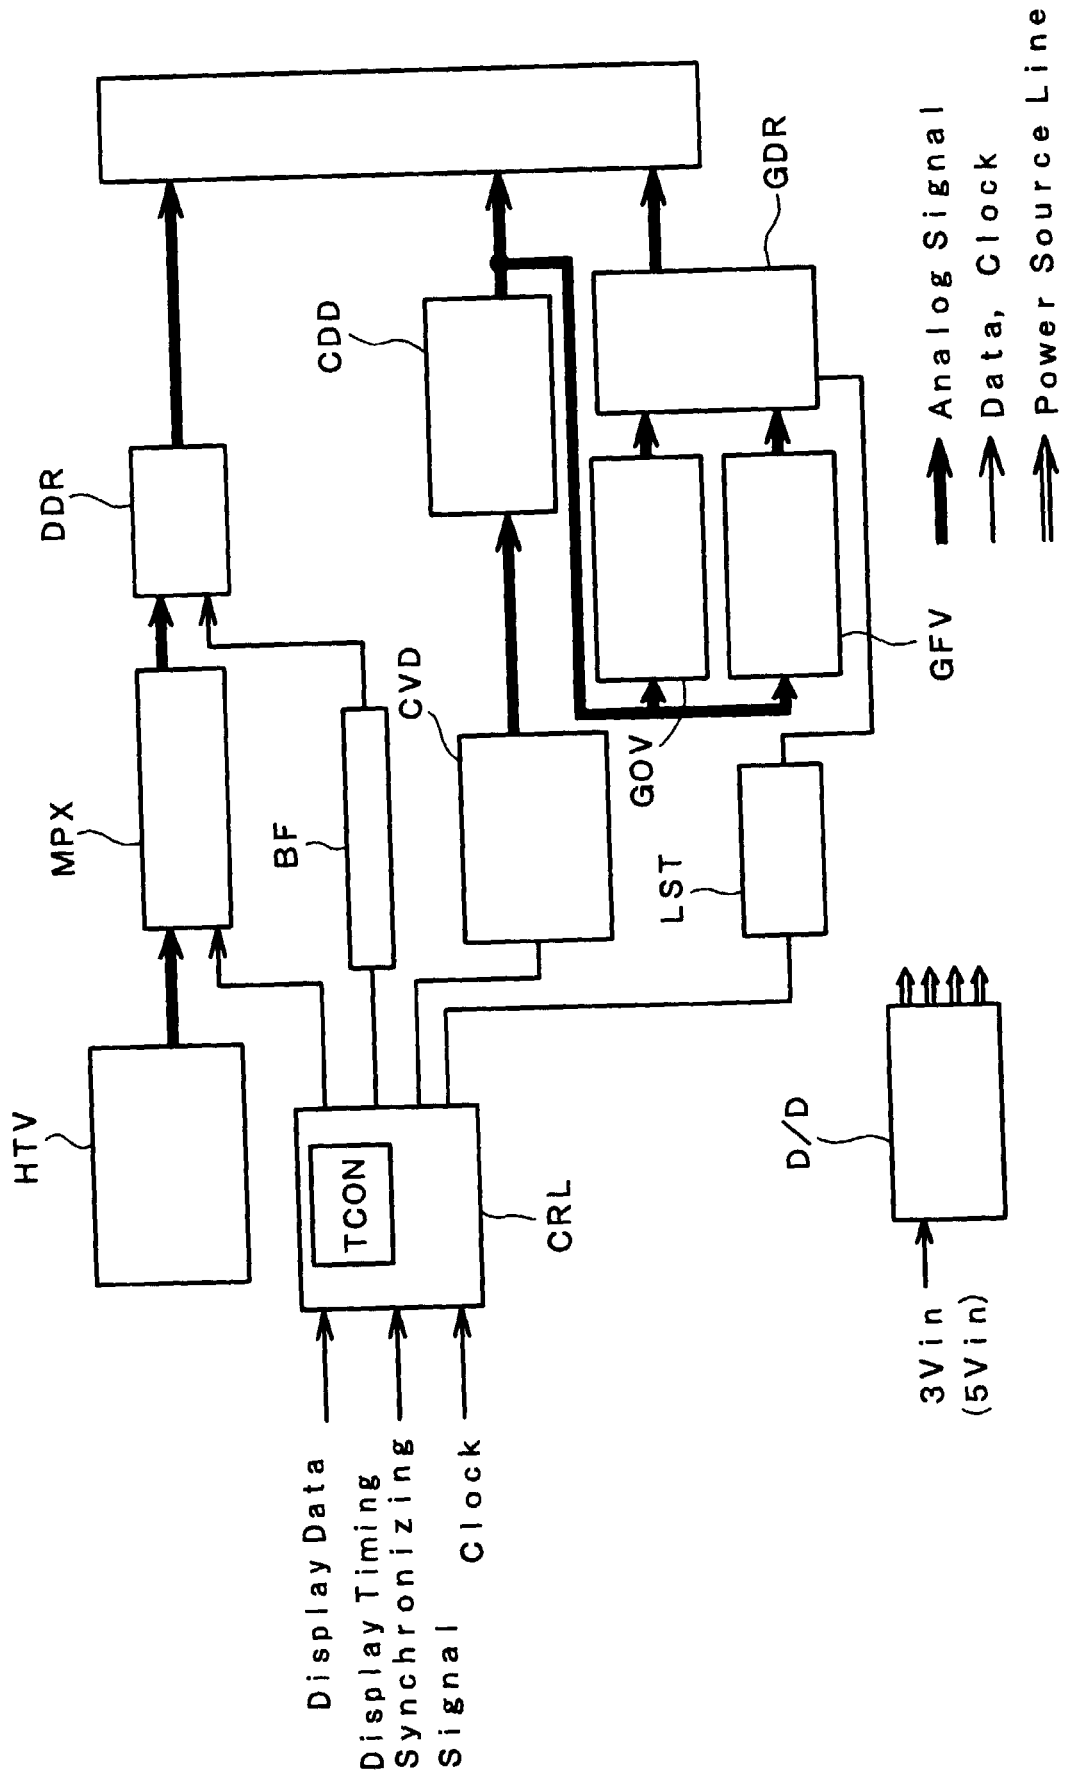 HTV
MPX
DDR
BF
CVD
CDD
TCON
CRL
Display Data
Display Timing
Synchronizing
Signal
Clock
LST
GOV
GFV
GDR
D/D
3Vin
(5Vin)
Analog Signal
Data, Clock
Power Source Line